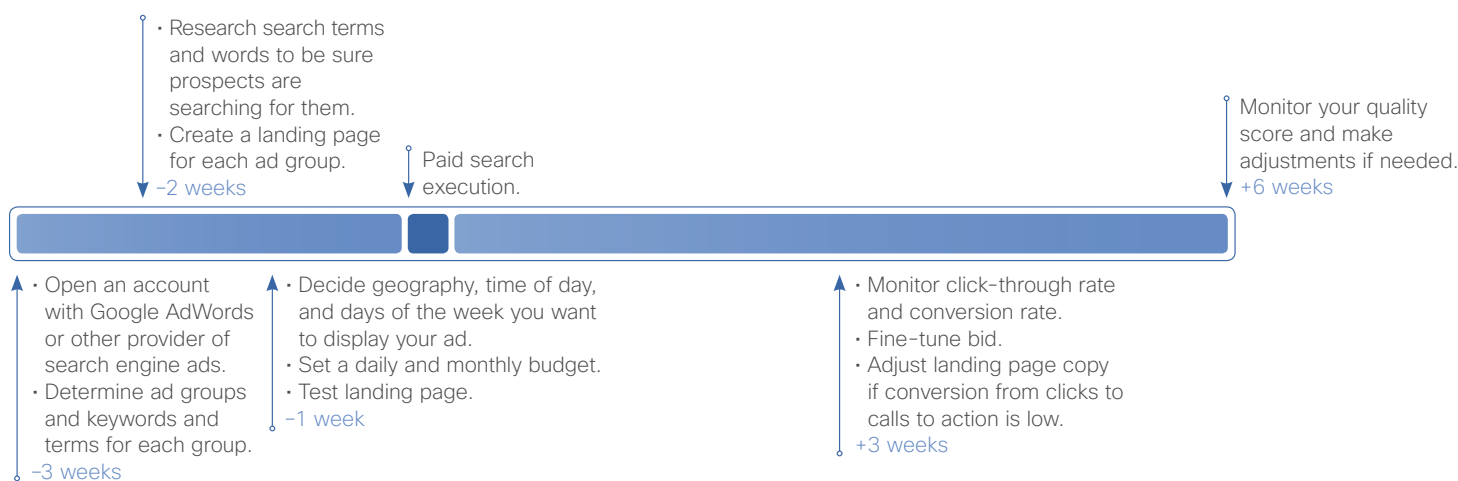 · Research search terms
and words to be sure
prospects are
searching for them.
· Create a landing page
for each ad group.
–2 weeks
Paid search
execution.
Monitor your quality
score and make
adjustments if needed.
+6 weeks
· Open an account
with Google AdWords
or other provider of
search engine ads.
· Determine ad groups
and keywords and
terms for each group.
–3 weeks
· Decide geography, time of day,
and days of the week you want
to display your ad.
· Set a daily and monthly budget.
· Test landing page.
–1 week
· Monitor click-through rate
and conversion rate.
· Fine-tune bid.
· Adjust landing page copy
if conversion from clicks to
calls to action is low.
+3 weeks